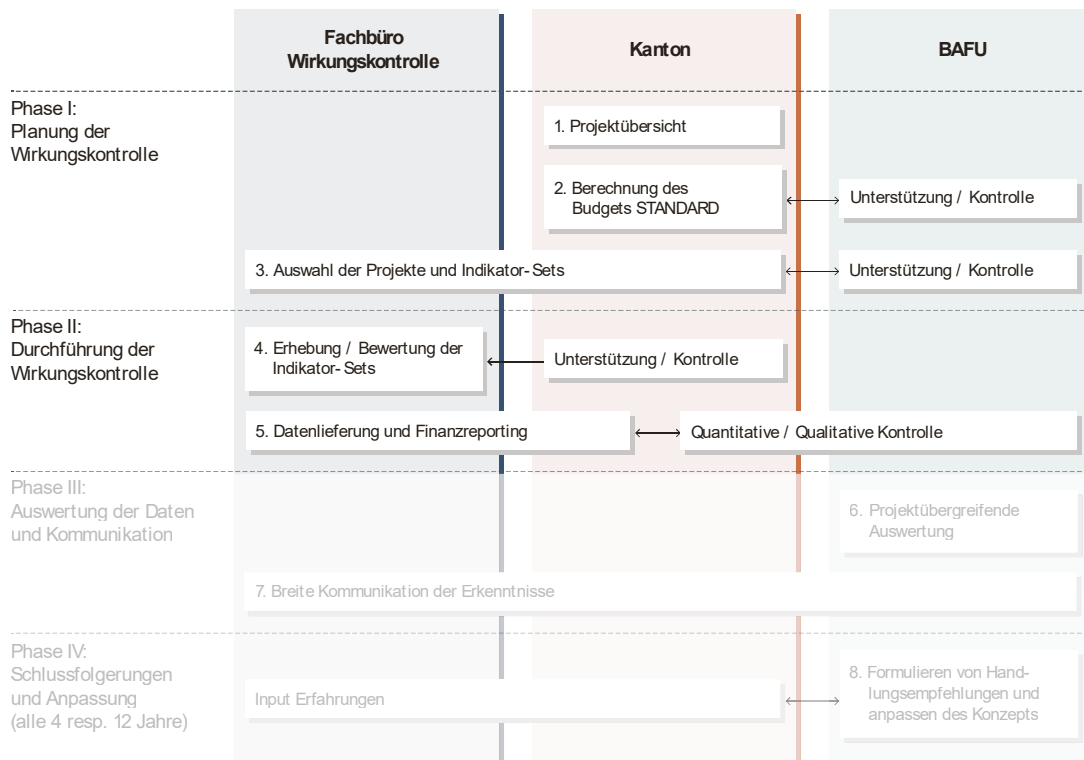 Fachbüro
Wirkungskontrolle
Kanton
BAFU
Phase I:
Planung der
Wirkungskontrolle
1. Projektübersicht
2. Berechnung des
Budgets STANDARD
Unterstützung / Kontrolle
3. Auswahl der Projekte und Indikator-Sets
Unterstützung / Kontrolle
Phase II:
Durchführung der
Wirkungskontrolle
4. Erhebung / Bewertung der
Indikator-Sets
Unterstützung / Kontrolle
5. Datenlieferung und Finanzreporting
Quantitative / Qualitative Kontrolle
Phase III:
Auswertung der Daten
und Kommunikation
6. Projektübergreifende
Auswertung
7. Breite Kommunikation der Erkenntnisse
Phase IV:
Schlussfolgerungen
und Anpassung
(alle 4 resp. 12 Jahre)
Input Erfahrungen
8. Formulieren von Hand-
lungsempfehlungen und
anpassen des Konzepts